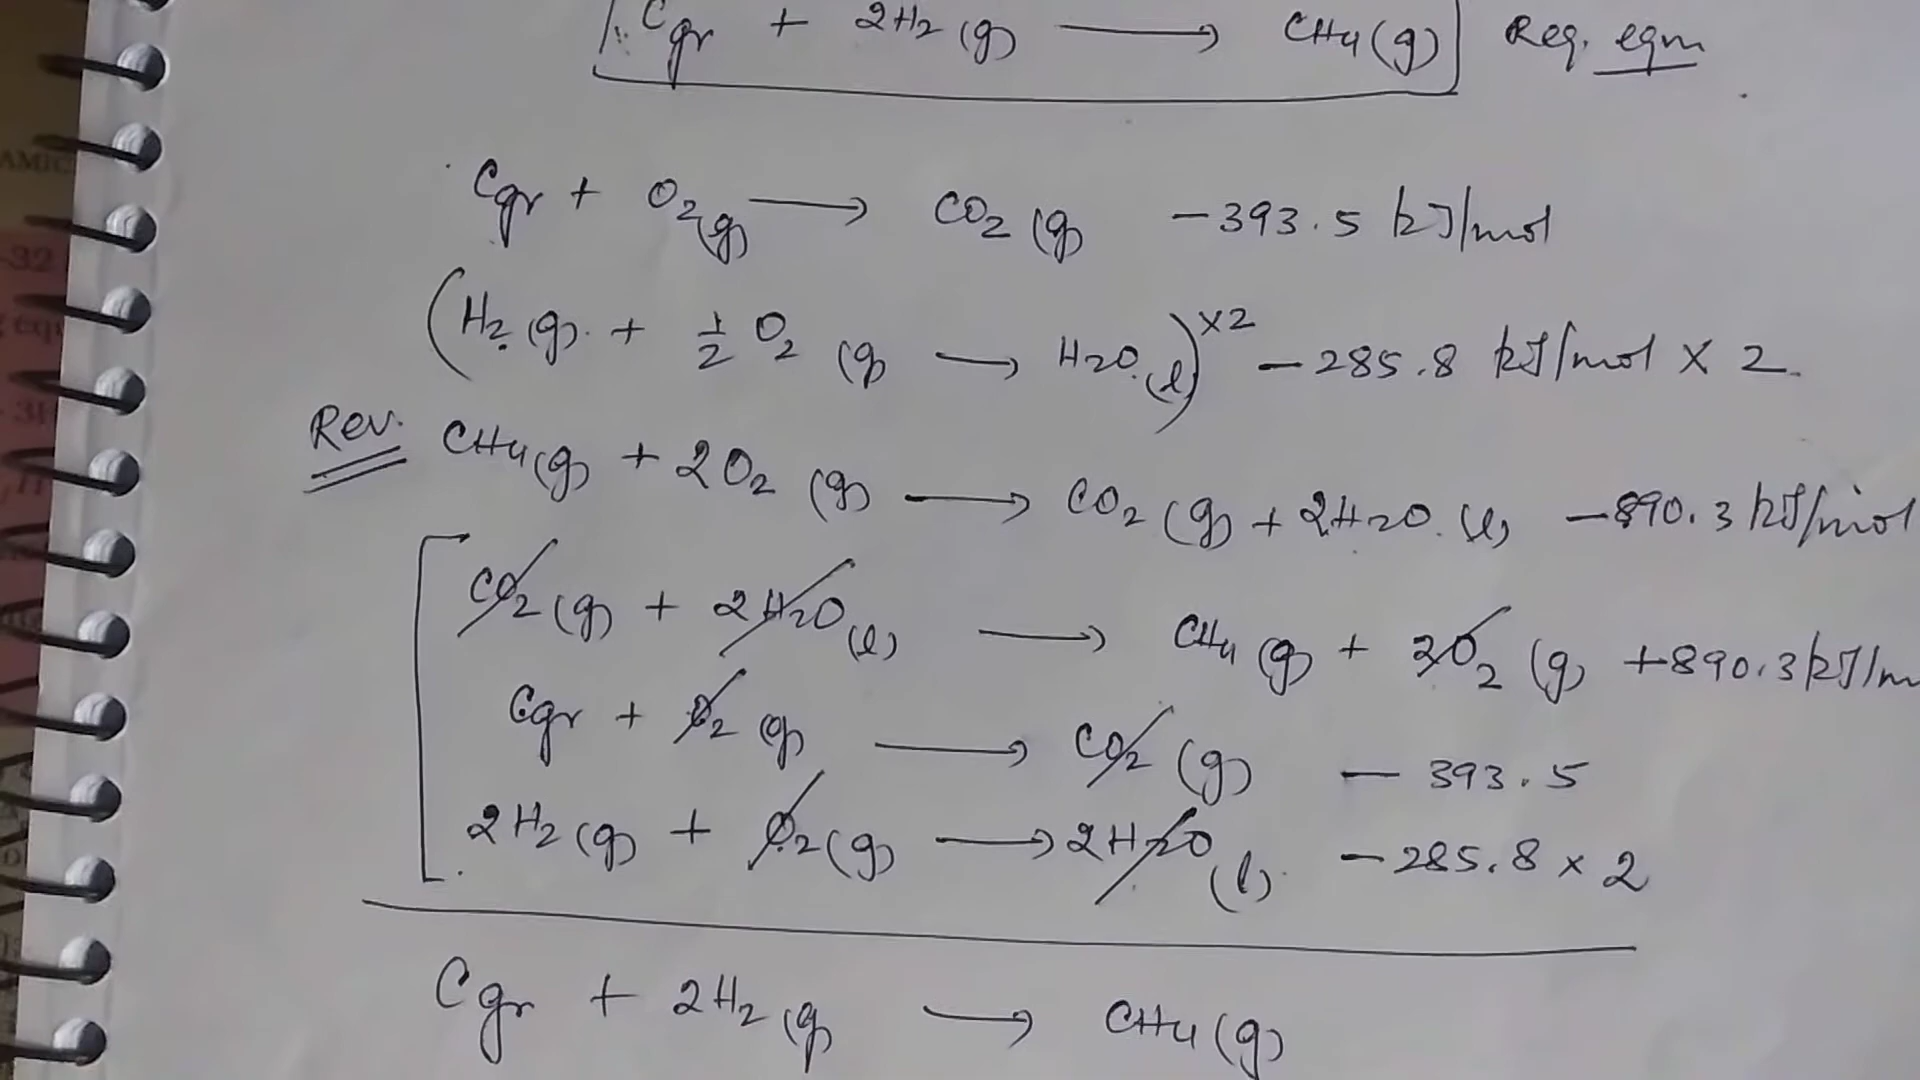 Cgr + 2H2 (g) → CH4 (g) Req. eqn
Cgr + O2(g) → CO2 (g) -393.5 kJ/mol
(H2 (g) + 1/2 O2 (g) → H2O (l))×2 -285.8 kJ/mol × 2
Rev. CH4(g) + 2O2 (g) → CO2 (g) + 2H2O (l) -890.3 kJ/mol
CO2 (g) + 2H2O (l) → CH4 (g) + 2O2 (g) +890.3 kJ/m
Cgr + O2 (g) → CO2 (g) - 393.5
2H2 (g) + O2 (g) → 2H2O (l) -285.8 × 2
Cgr + 2H2 (g) → CH4 (g)
AMIC
-32